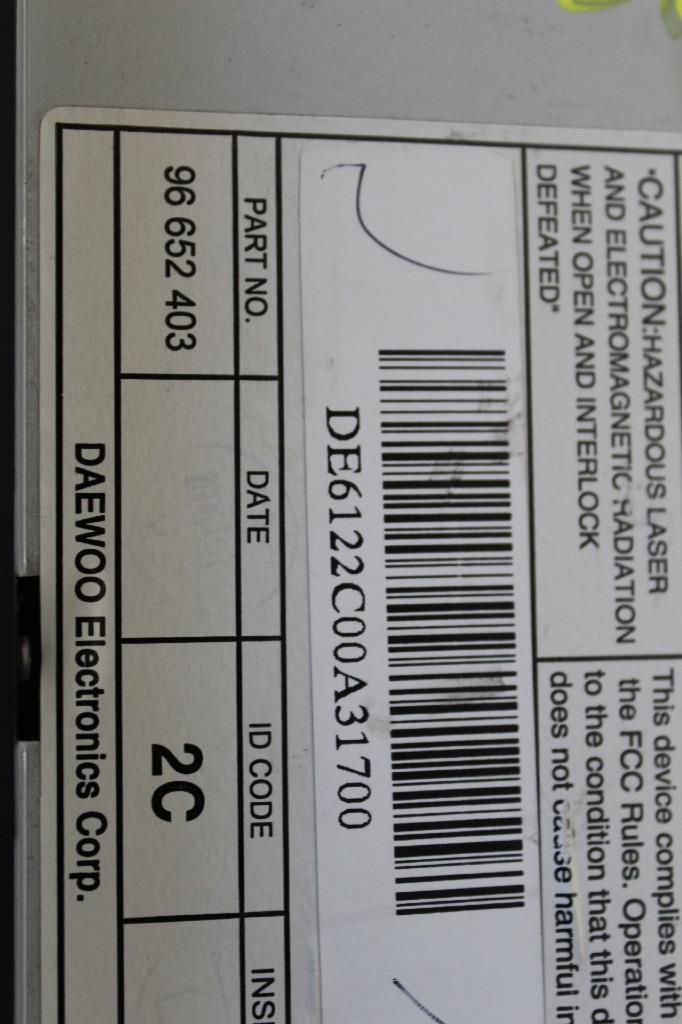 "CAUTION:HAZARDOUS LASER
AND ELECTROMAGNETIC RADIATION
WHEN OPEN AND INTERLOCK
DEFEATED"
This device complies with
the FCC Rules. Operation
to the condition that this d
does not cause harmful in
DE6122C00A31700
PART NO. DATE ID CODE INSI
96 652 403 2C
DAEWOO Electronics Corp.